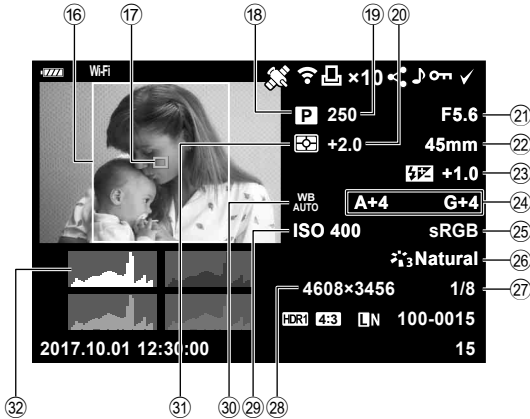 ⑯ ⑰ ⑱ ⑲ ⑳
Wi-Fi ×10
P 250 F5.6 ㉑
+2.0 45mm ㉒
+1.0 ㉓
WB AUTO A+4 G+4 ㉔
ISO 400 sRGB ㉕
3 Natural ㉖
4608×3456 1/8 ㉗
HDR1 4:3 L N 100-0015
2017.10.01 12:30:00 15
㉜ ㉛ ㉚ ㉙ ㉘